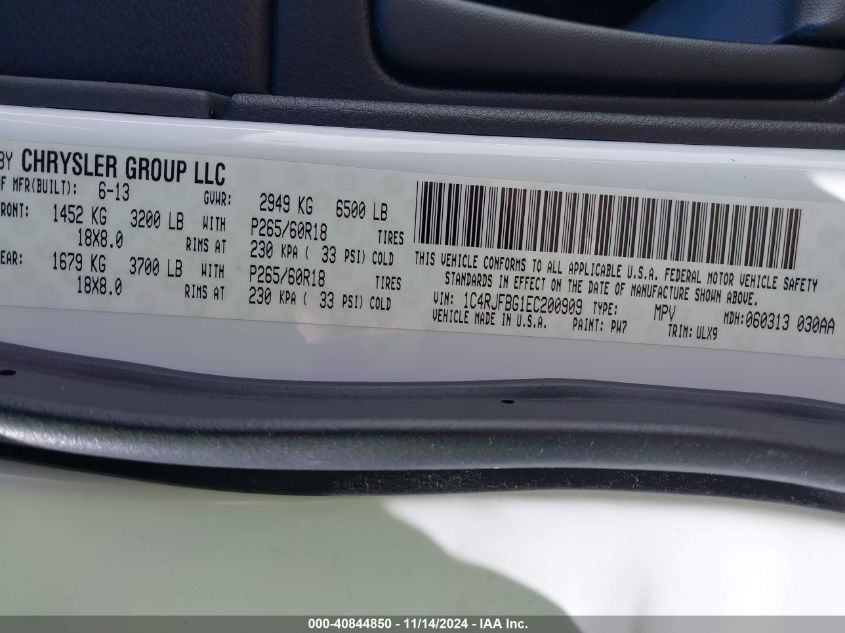 BY CHRYSLER GROUP LLC
F MFR(BUILT): 6-13 GVWR: 2949 KG 6500 LB
FRONT: 1452 KG 3200 LB WITH P265/60R18 TIRES
18X8.0 RIMS AT 230 KPA ( 33 PSI) COLD
EAR: 1679 KG 3700 LB WITH P265/60R18 TIRES
18X8.0 RIMS AT 230 KPA ( 33 PSI) COLD
THIS VEHICLE CONFORMS TO ALL APPLICABLE U.S.A. FEDERAL MOTOR VEHICLE SAFETY
STANDARDS IN EFFECT ON THE DATE OF MANUFACTURE SHOWN ABOVE.
VIN: 1C4RJFBG1EC200909 TYPE: MPV MDH:060313 030AA
VEHICLE MADE IN U.S.A. PAINT: PW7 TRIM: ULX9
000-40844850 - 11/14/2024 - IAA Inc.